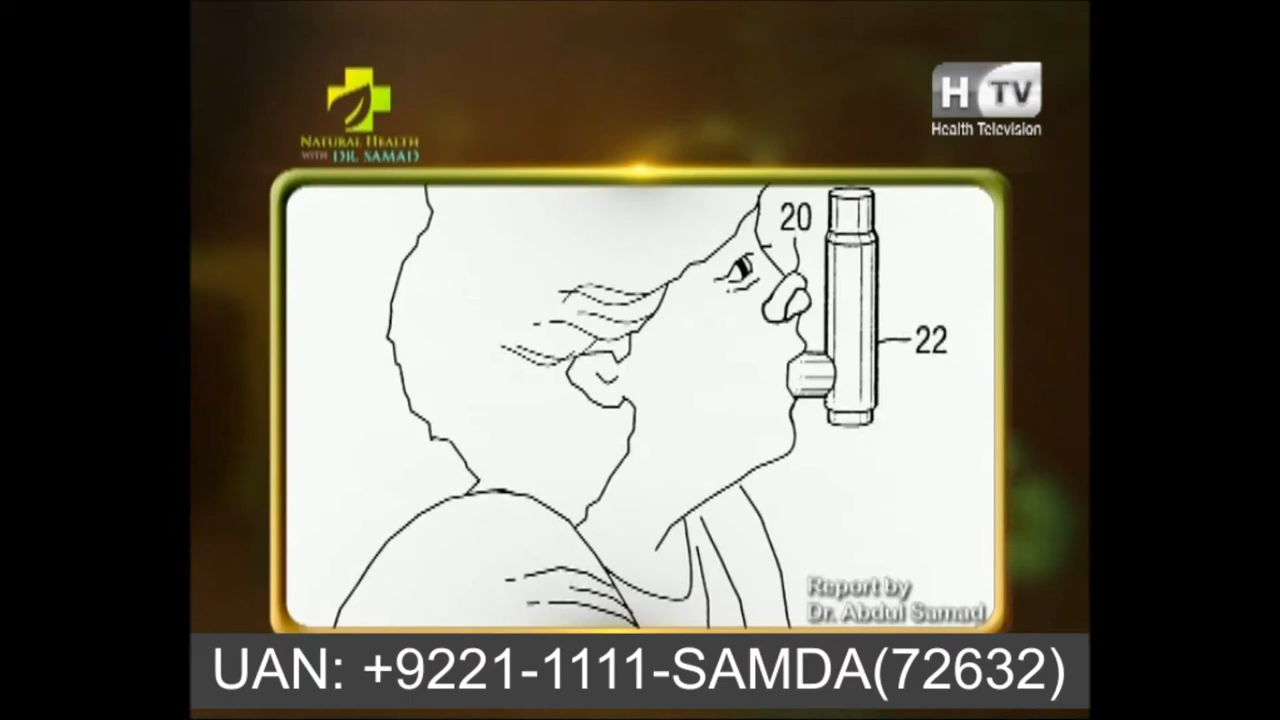 NATURAL HEALTH
WITH DR. SAMAD
H TV
Health Television
20
22
Report by
Dr. Abdul Samad
UAN: +9221-1111-SAMDA(72632)